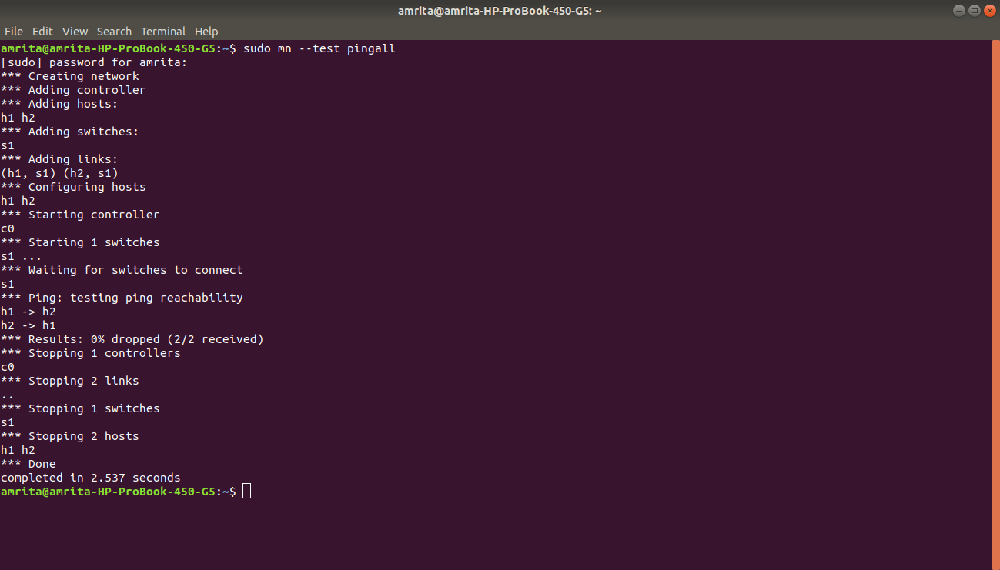 amrita@amrita-HP-ProBook-450-G5: ~
File Edit View Search Terminal Help
amrita@amrita-HP-ProBook-450-G5:~$ sudo mn --test pingall
[sudo] password for amrita:
*** Creating network
*** Adding controller
*** Adding hosts:
h1 h2
*** Adding switches:
s1
*** Adding links:
(h1, s1) (h2, s1)
*** Configuring hosts
h1 h2
*** Starting controller
c0
*** Starting 1 switches
s1 ...
*** Waiting for switches to connect
s1
*** Ping: testing ping reachability
h1 -> h2
h2 -> h1
*** Results: 0% dropped (2/2 received)
*** Stopping 1 controllers
c0
*** Stopping 2 links
..
*** Stopping 1 switches
s1
*** Stopping 2 hosts
h1 h2
*** Done
completed in 2.537 seconds
amrita@amrita-HP-ProBook-450-G5:~$